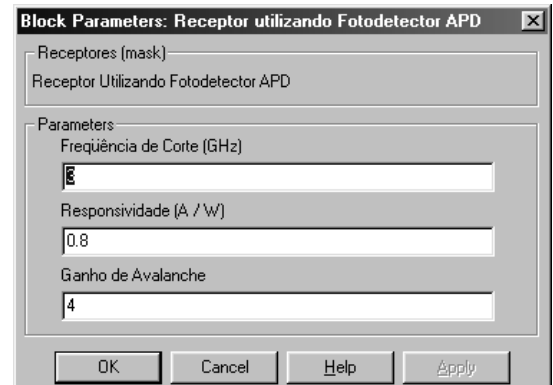 Block Parameters: Receptor utilizando Fotodetector APD
Receptores (mask)
Receptor Utilizando Fotodetector APD
Parameters
Freqüência de Corte (GHz)
3
Responsividade (A / W)
0.8
Ganho de Avalanche
4
OK Cancel Help Apply